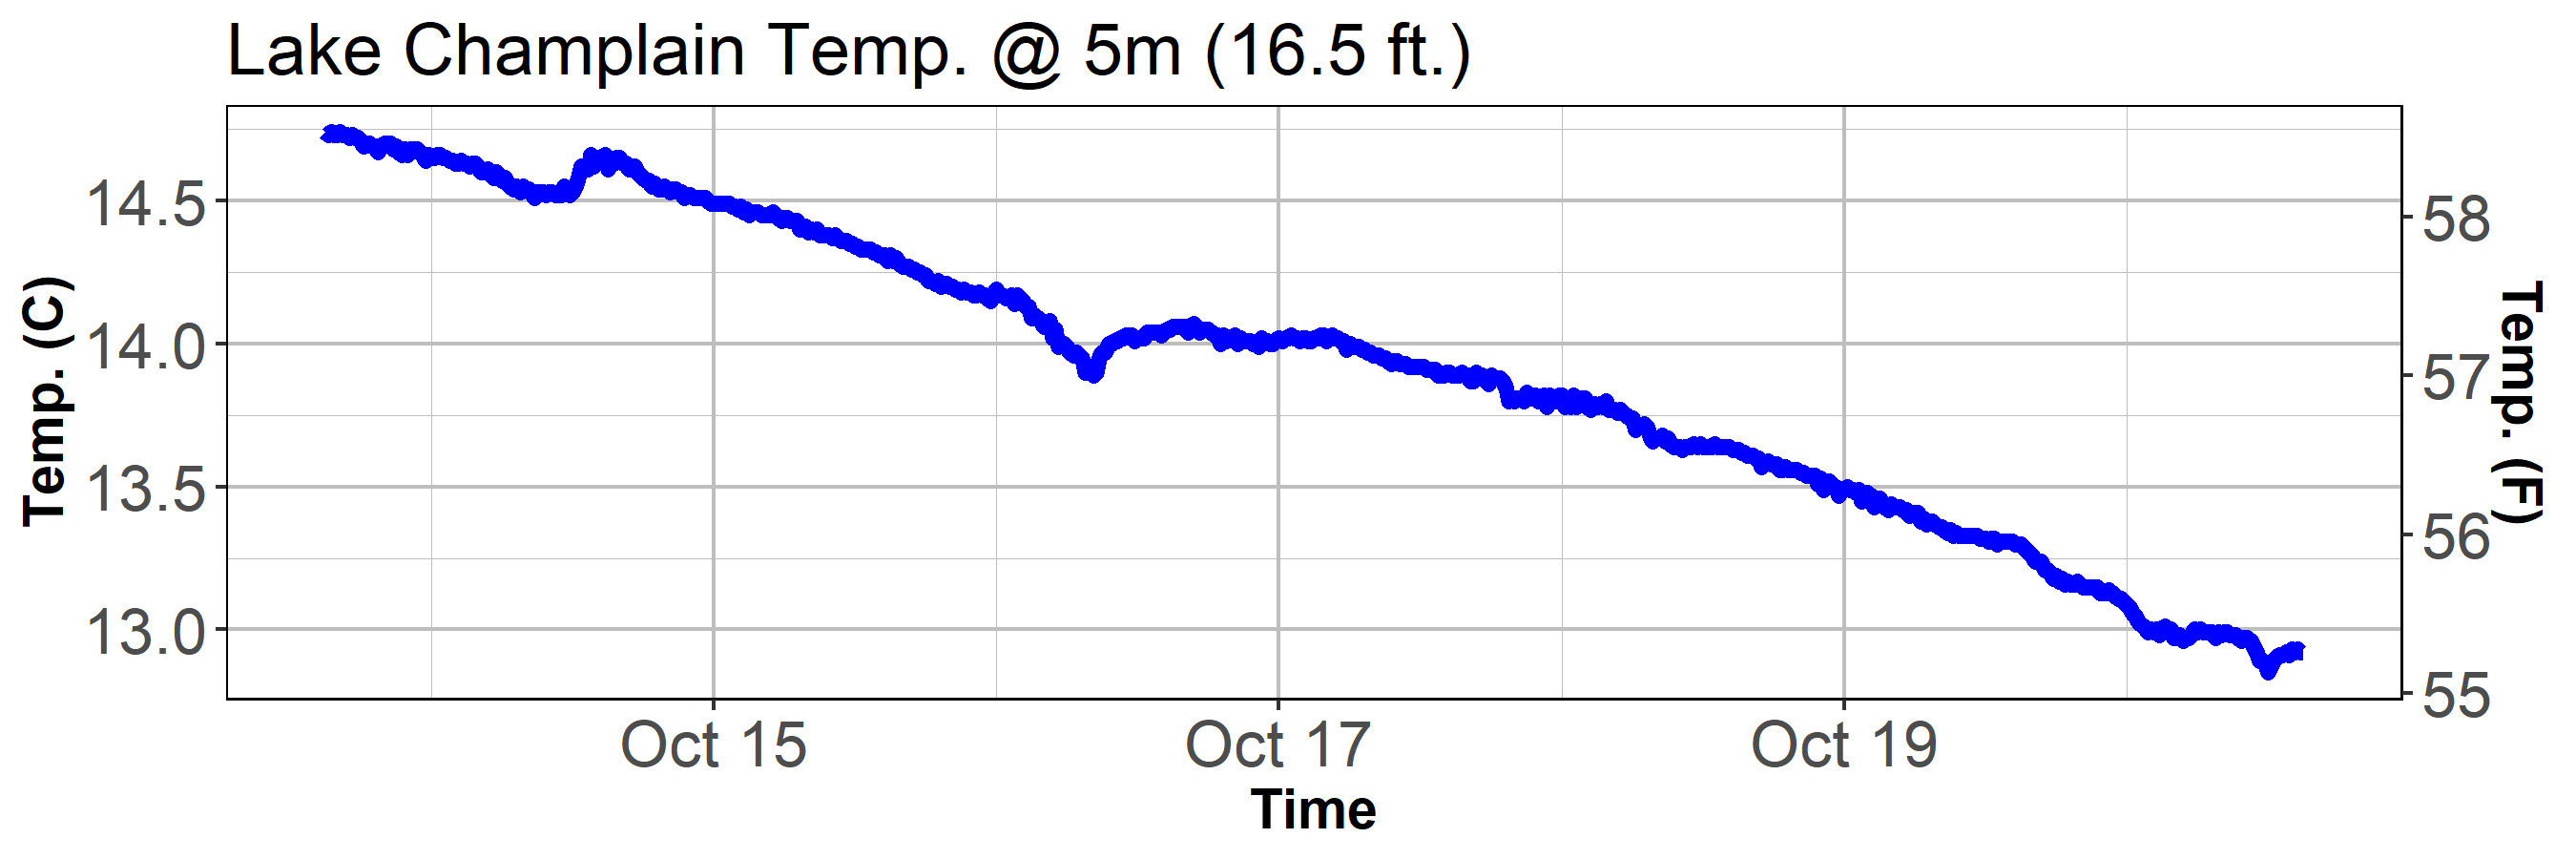 Lake Champlain Temp. @ 5m (16.5 ft.)
Temp. (C)
14.5
14.0
13.5
13.0
58
57
56
55
Temp. (F)
Oct 15
Oct 17
Oct 19
Time